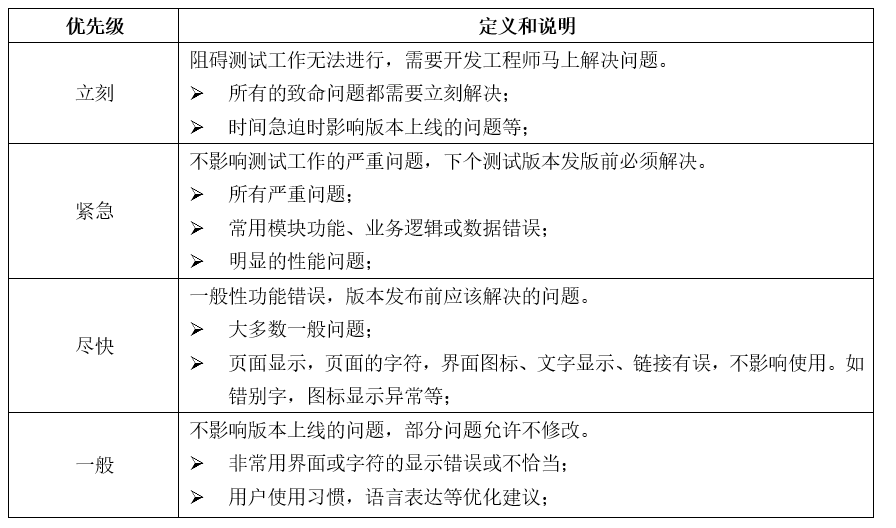 优先级
定义和说明
立刻
阻碍测试工作无法进行，需要开发工程师马上解决问题。
➢ 所有的致命问题都需要立刻解决；
➢ 时间急迫时影响版本上线的问题等；
紧急
不影响测试工作的严重问题，下个测试版本发版前必须解决。
➢ 所有严重问题；
➢ 常用模块功能、业务逻辑或数据错误；
➢ 明显的性能问题；
尽快
一般性功能错误，版本发布前应该解决的问题。
➢ 大多数一般问题；
➢ 页面显示，页面的字符，界面图标、文字显示、链接有误，不影响使用。如
错别字，图标显示异常等；
一般
不影响版本上线的问题，部分问题允许不修改。
➢ 非常用界面或字符的显示错误或不恰当；
➢ 用户使用习惯，语言表达等优化建议；